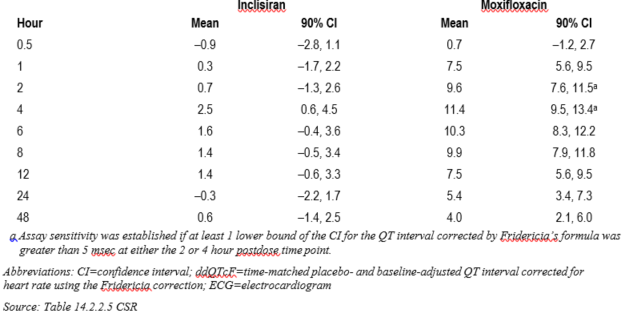 Inclisiran Moxifloxacin
Hour Mean 90% CI Mean 90% CI
0.5 –0.9 –2.8, 1.1 0.7 –1.2, 2.7
1 0.3 –1.7, 2.2 7.5 5.6, 9.5
2 0.7 –1.3, 2.6 9.6 7.6, 11.5a
4 2.5 0.6, 4.5 11.4 9.5, 13.4a
6 1.6 –0.4, 3.6 10.3 8.3, 12.2
8 1.4 –0.5, 3.4 9.9 7.9, 11.8
12 1.4 –0.6, 3.3 7.5 5.6, 9.5
24 –0.3 –2.2, 1.7 5.4 3.4, 7.3
48 0.6 –1.4, 2.5 4.0 2.1, 6.0
a Assay sensitivity was established if at least 1 lower bound of the CI for the QT interval corrected by Fridericia's formula was
greater than 5 msec at either the 2 or 4 hour postdose time point.
Abbreviations: CI=confidence interval; ddQTcF=time-matched placebo- and baseline-adjusted QT interval corrected for
heart rate using the Fridericia correction; ECG=electrocardiogram
Source: Table 14.2.2.5 CSR